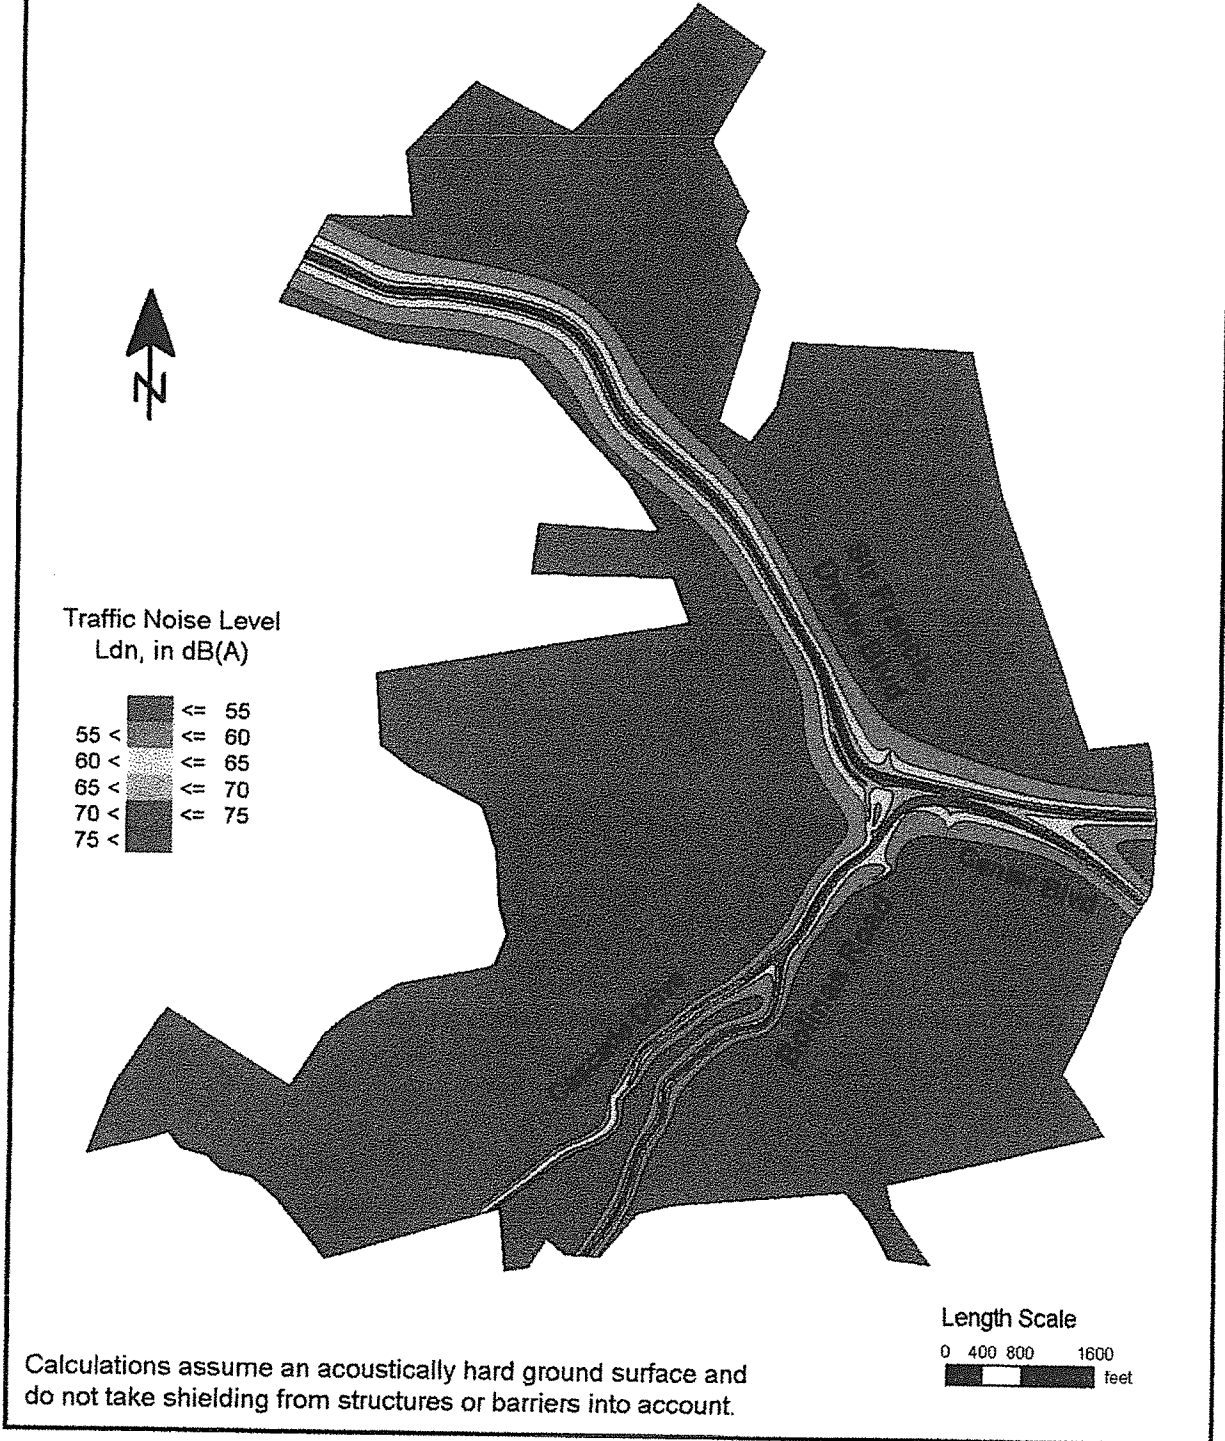 N
Traffic Noise Level
Ldn, in dB(A)
<= 55
55 < <= 60
60 < <= 65
65 < <= 70
70 < <= 75
75 <
Length Scale
0 400 800 1600
feet
Calculations assume an acoustically hard ground surface and
do not take shielding from structures or barriers into account.